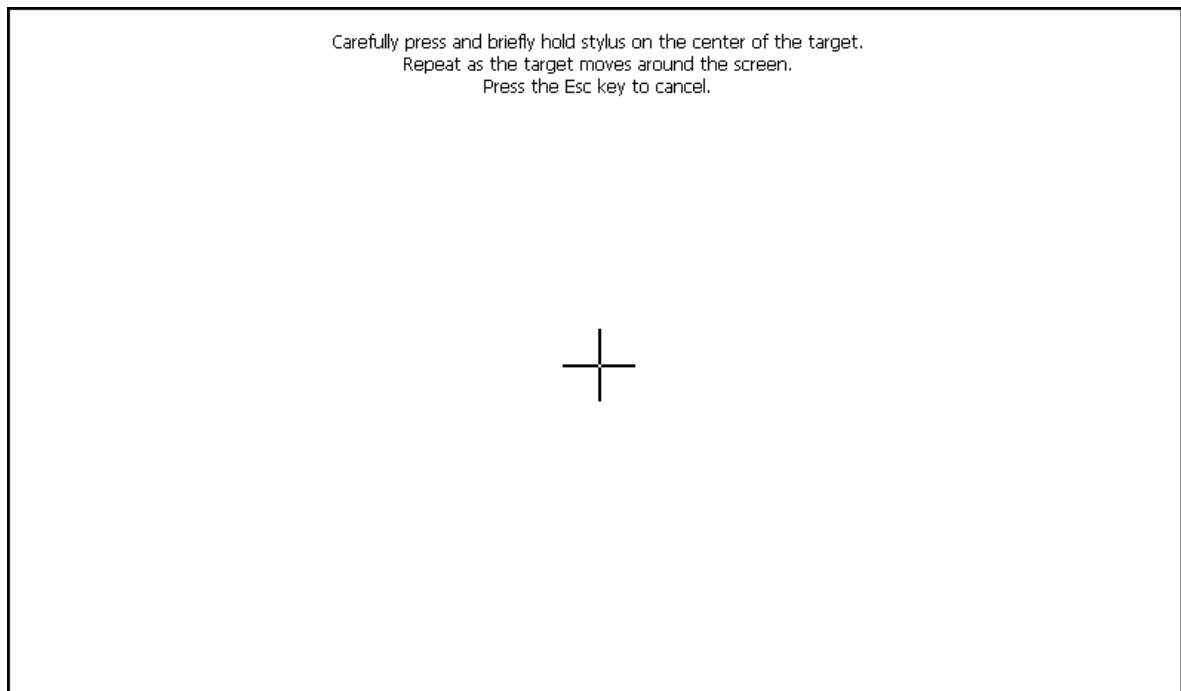 Carefully press and briefly hold stylus on the center of the target.
Repeat as the target moves around the screen.
Press the Esc key to cancel.